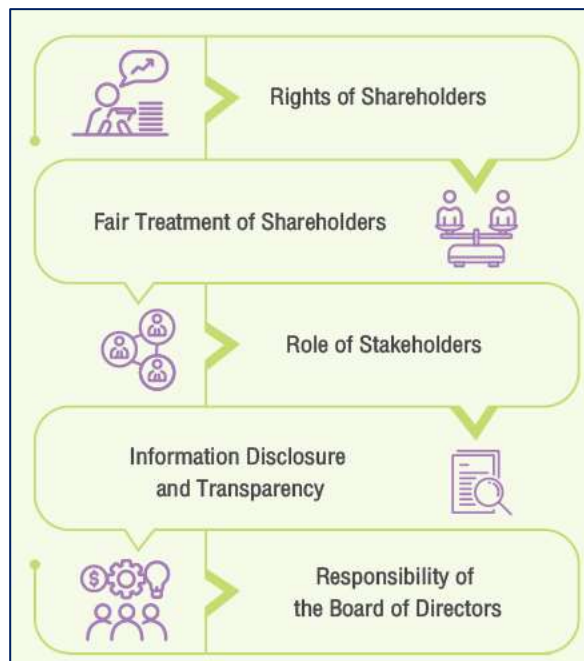 Rights of Shareholders
Fair Treatment of Shareholders
Role of Stakeholders
Information Disclosure
and Transparency
$
Responsibility of
the Board of Directors